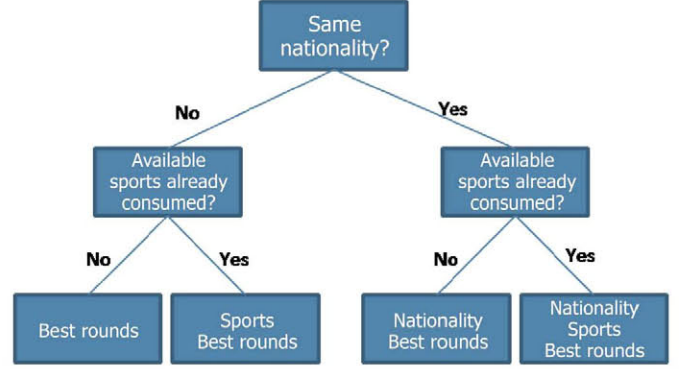 Same
nationality?
No
Yes
Available
sports already
consumed?
Available
sports already
consumed?
No
Yes
No
Yes
Best rounds
Sports
Best rounds
Nationality
Best rounds
Nationality
Sports
Best rounds